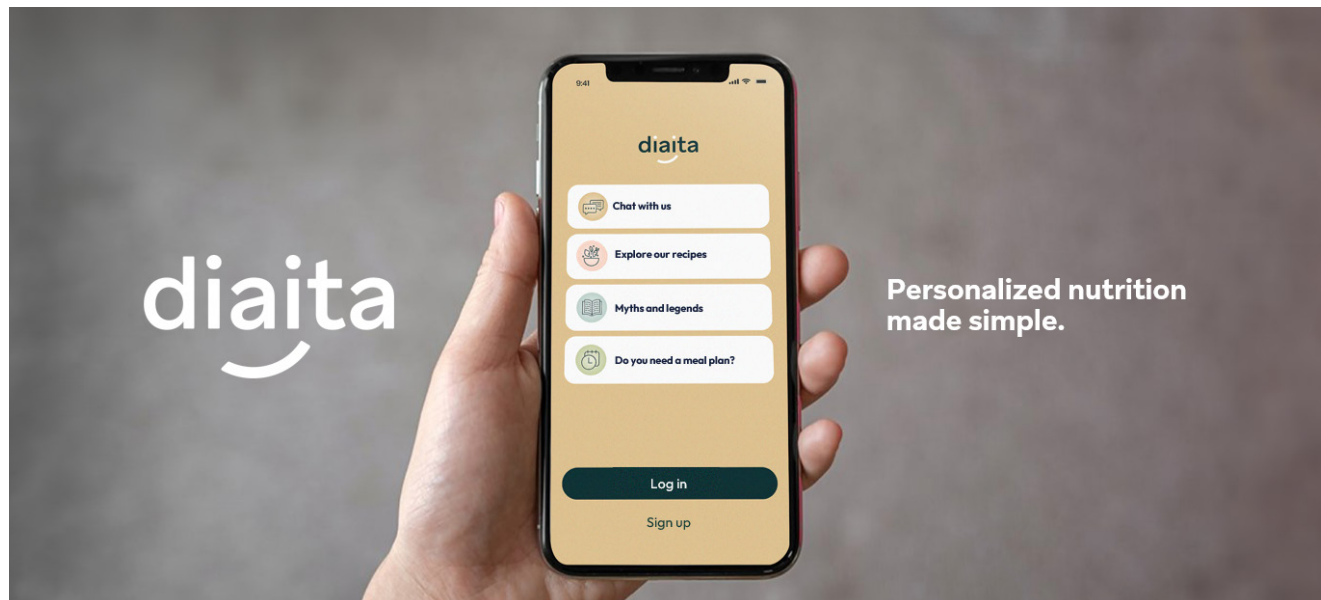 diaita
9:41
diaita
Chat with us
Explore our recipes
Myths and legends
Do you need a meal plan?
Log in
Sign up
Personalized nutrition
made simple.